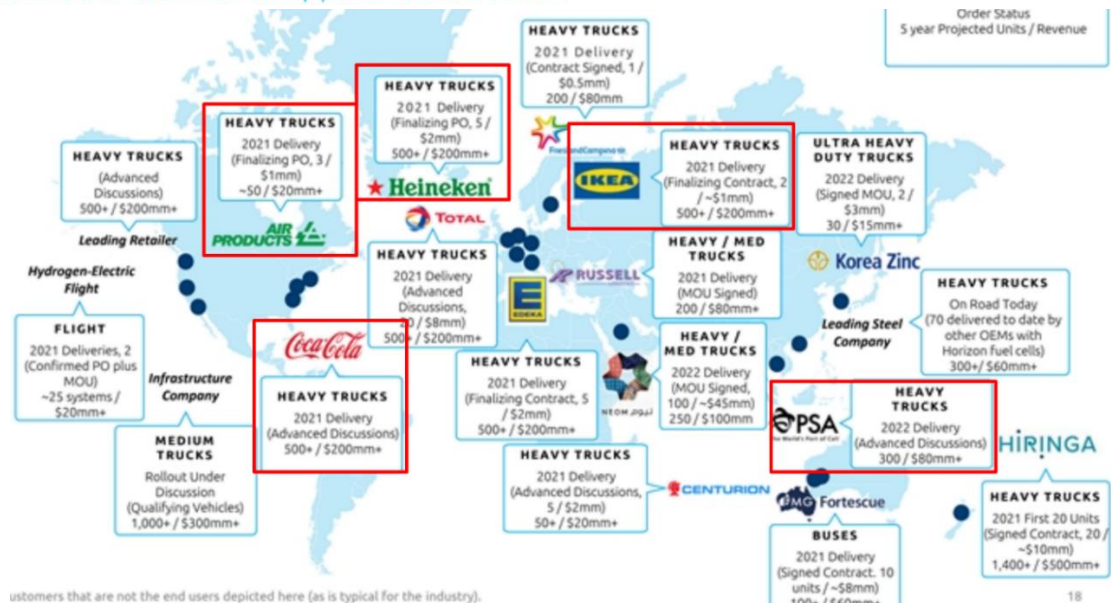 Order Status
5 year Projected Units / Revenue
HEAVY TRUCKS
2021 Delivery
(Contract Signed, 1 /
$0.5mm)
200 / $80mm
FrieslandCampina
HEAVY TRUCKS
2021 Delivery
(Finalizing PO, 5 /
$2mm)
500+ / $200mm+
Heineken
HEAVY TRUCKS
2021 Delivery
(Finalizing PO, 3 /
$1mm)
~50 / $20mm+
AIR
PRODUCTS
HEAVY TRUCKS
(Advanced
Discussions)
500+ / $200mm+
Leading Retailer
IKEA
HEAVY TRUCKS
2021 Delivery
(Finalizing Contract, 2
/ ~$1mm)
500+ / $200mm+
ULTRA HEAVY
DUTY TRUCKS
2022 Delivery
(Signed MOU, 2 /
$3mm)
30 / $15mm+
Korea Zinc
TOTAL
HEAVY TRUCKS
2021 Delivery
(Advanced
Discussions,
20 / $8mm)
500+ / $200mm+
EDEKA
RUSSELL
HEAVY / MED
TRUCKS
2021 Delivery
(MOU Signed)
200 / $80mm+
Hydrogen-Electric
Flight
FLIGHT
2021 Deliveries, 2
(Confirmed PO plus
MOU)
~25 systems /
$20mm+
Infrastructure
Company
MEDIUM
TRUCKS
Rollout Under
Discussion
(Qualifying Vehicles)
1,000+ / $300mm+
Coca-Cola
HEAVY TRUCKS
2021 Delivery
(Advanced Discussions)
500+ / $200mm+
HEAVY TRUCKS
2021 Delivery
(Finalizing Contract, 5
/ $2mm)
500+ / $200mm+
NEOM نيوم
HEAVY /
MED TRUCKS
2022 Delivery
(MOU Signed,
100 / ~$45mm)
250 / $100mm
Leading Steel
Company
HEAVY TRUCKS
On Road Today
(70 delivered to date by
other OEMs with
Horizon fuel cells)
300+/ $60mm+
PSA
The World's Port of Call
HEAVY
TRUCKS
2022 Delivery
(Advanced Discussions)
300 / $80mm+
HEAVY TRUCKS
2021 Delivery
(Advanced Discussions,
5 / $2mm)
50+ / $20mm+
CENTURION
FMG Fortescue
BUSES
2021 Delivery
(Signed Contract. 10
units / ~$8mm)
100+ / $60mm+
HIRINGA
HEAVY TRUCKS
2021 First 20 Units
(Signed Contract, 20 /
~$10mm)
1,400+ / $500mm+
ustomers that are not the end users depicted here (as is typical for the industry).
18